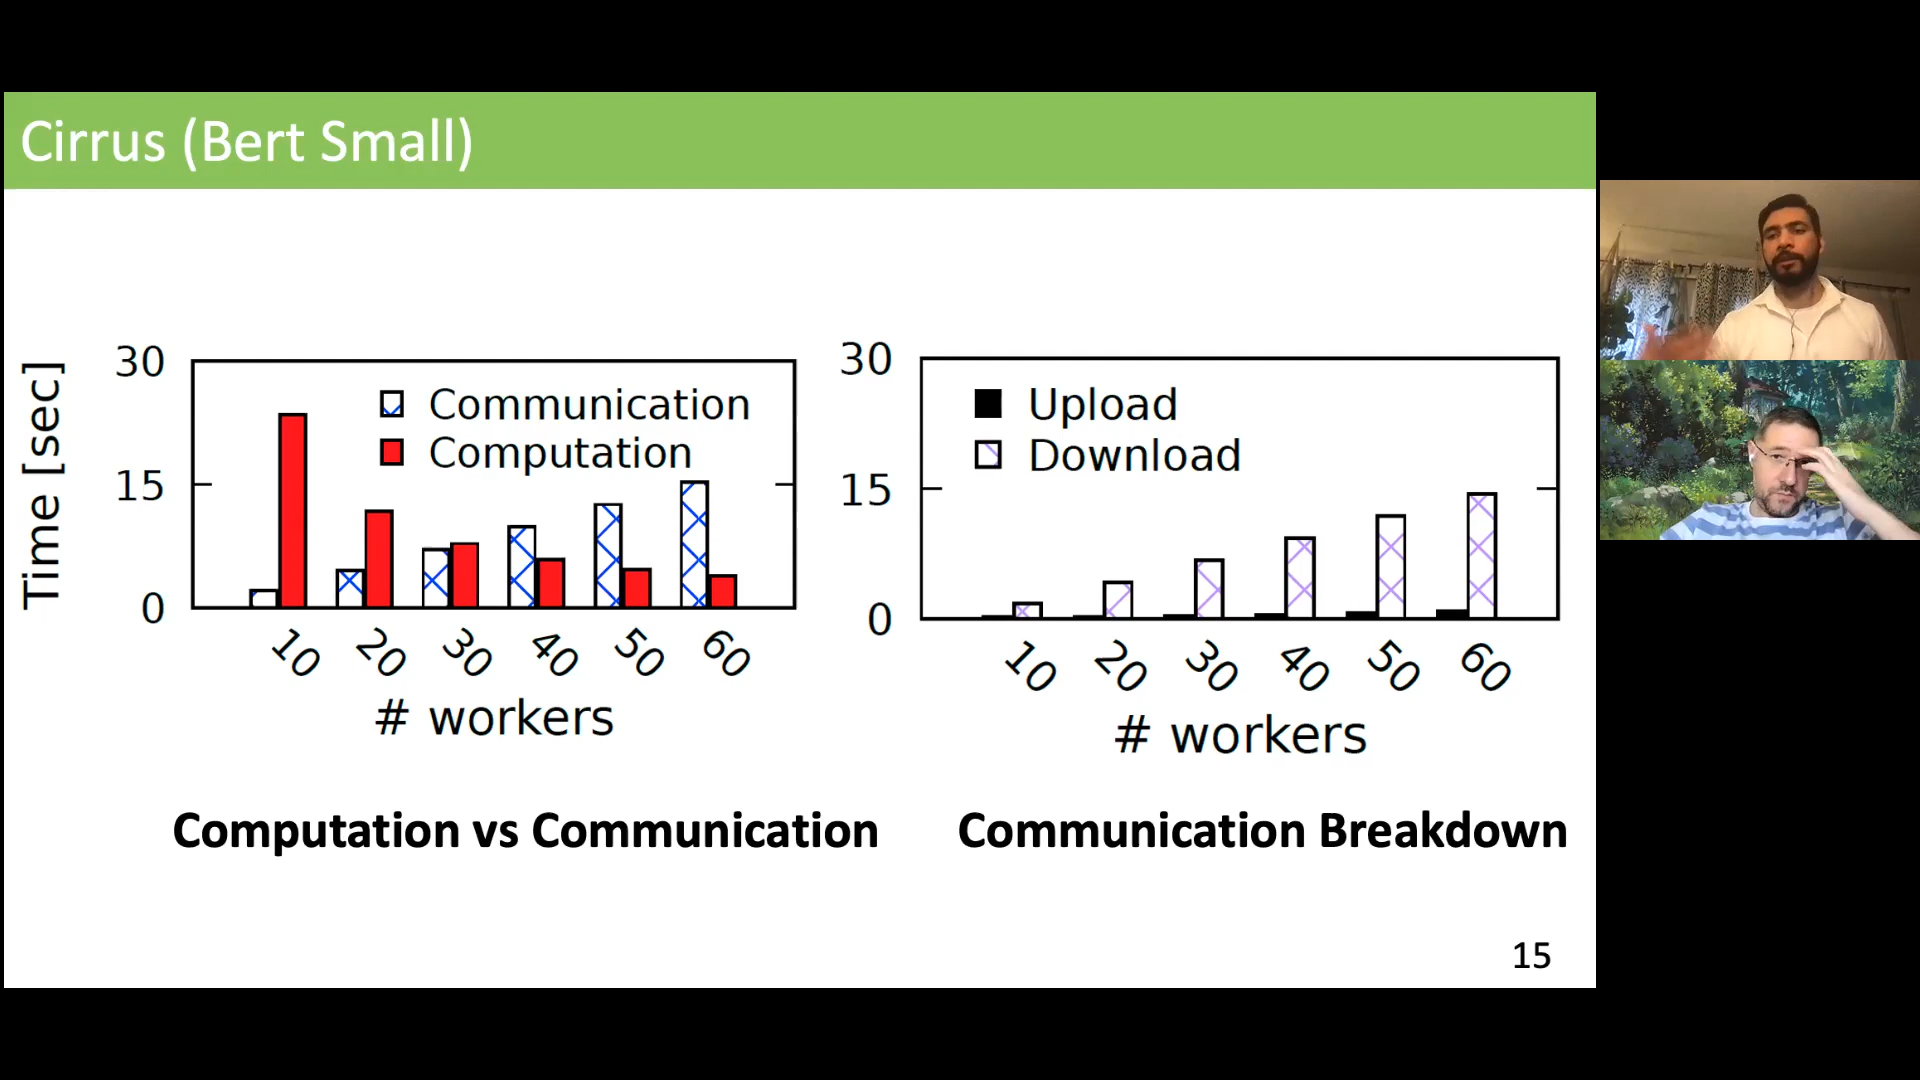 Cirrus (Bert Small)
Time [sec]
30
15
0
Communication
Computation
10 20 30 40 50 60
# workers
Computation vs Communication
30
15
0
Upload
Download
10 20 30 40 50 60
# workers
Communication Breakdown
15